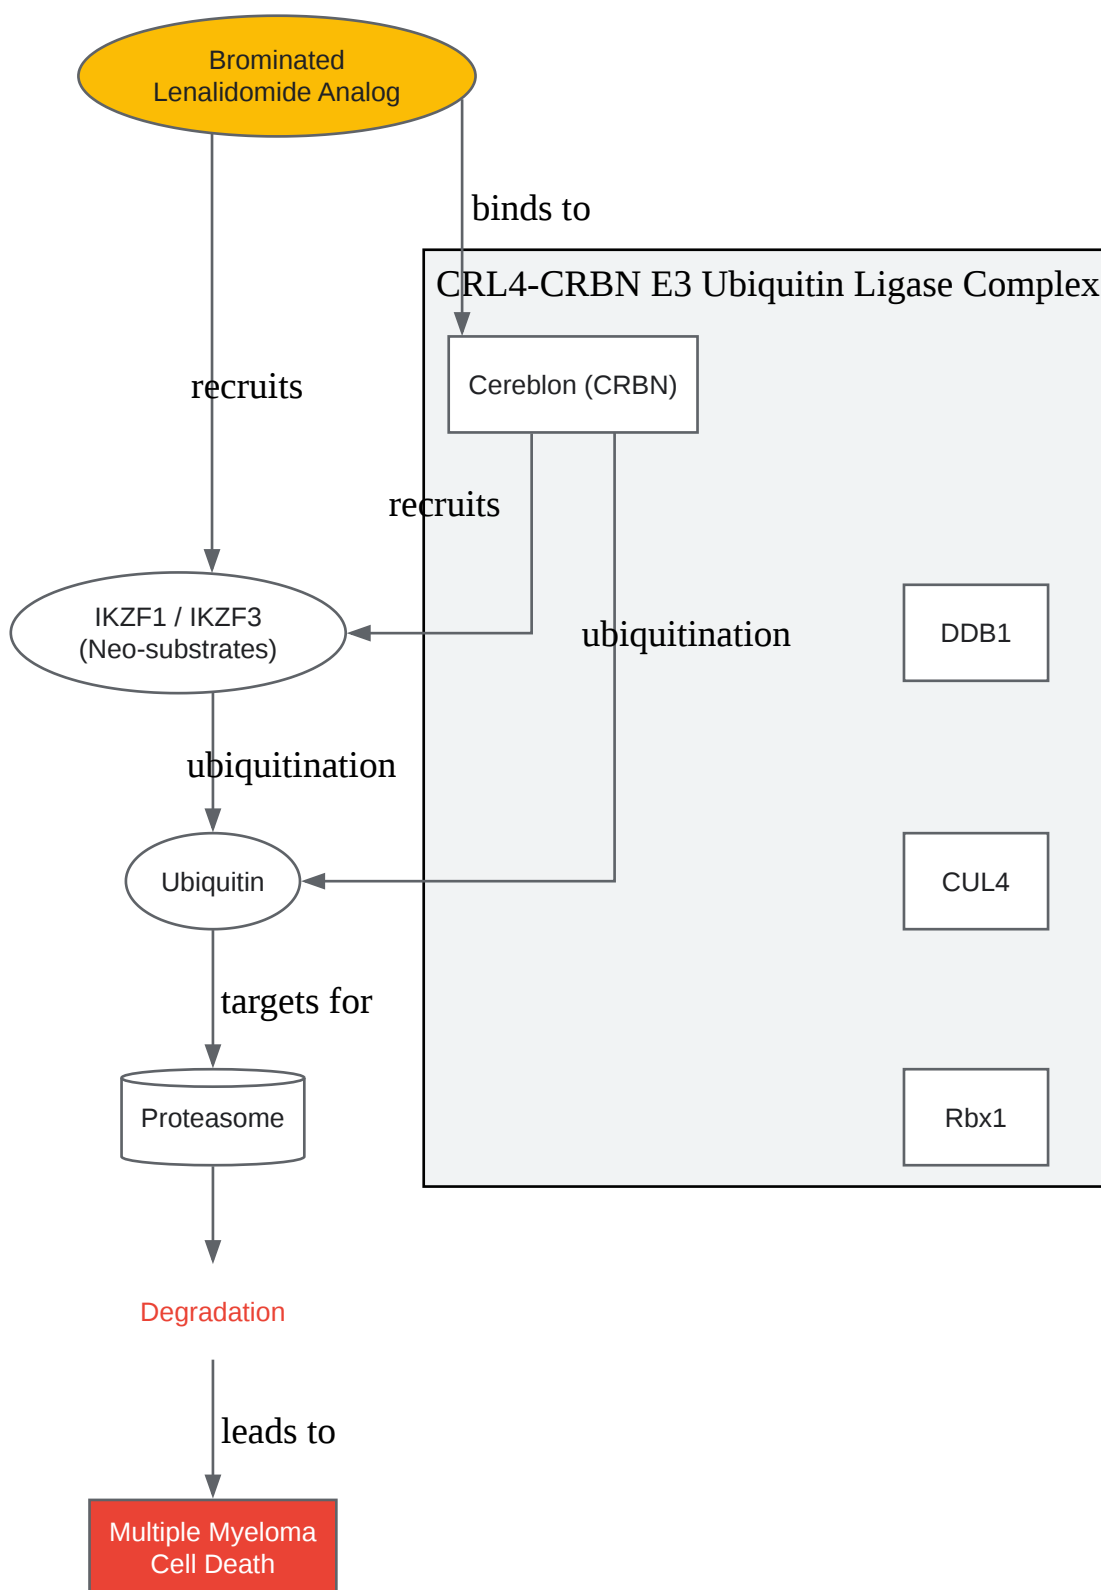 Brominated
Lenalidomide Analog
binds to
CRL4-CRBN E3 Ubiquitin Ligase Complex
Cereblon (CRBN)
recruits
recruits
IKZF1 / IKZF3
(Neo-substrates)
ubiquitination
DDB1
ubiquitination
Ubiquitin
CUL4
targets for
Proteasome
Rbx1
Degradation
leads to
Multiple Myeloma
Cell Death